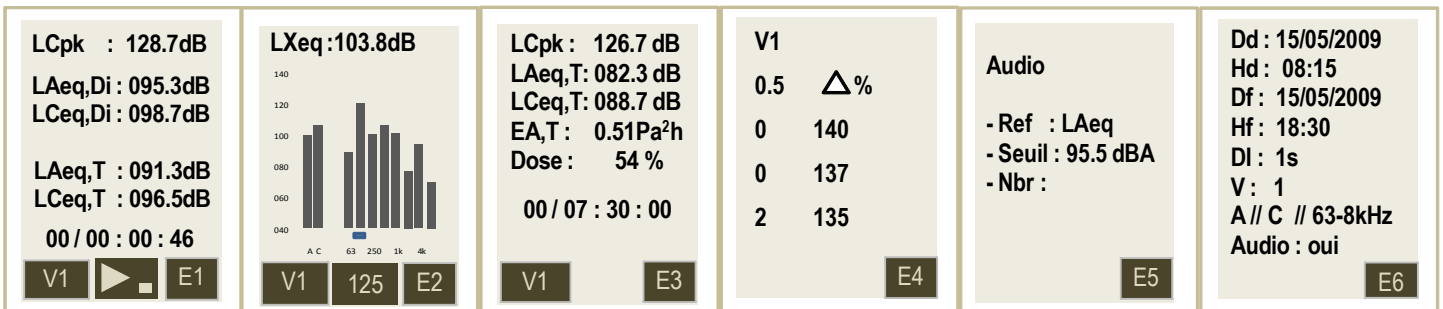 LCpk : 128.7dB
LAeq,Di : 095.3dB
LCeq,Di : 098.7dB
LAeq,T : 091.3dB
LCeq,T : 096.5dB
00 / 00 : 00 : 46
V1
E1
LXeq :103.8dB
140
120
100
080
060
040
A C 63 250 1k 4k
V1 125 E2
LCpk : 126.7 dB
LAeq,T: 082.3 dB
LCeq,T: 088.7 dB
EA,T : 0.51Pa²h
Dose : 54 %
00 / 07 : 30 : 00
V1 E3
V1
0.5 △%
0 140
0 137
2 135
E4
Audio
- Ref : LAeq
- Seuil : 95.5 dBA
- Nbr :
E5
Dd : 15/05/2009
Hd : 08:15
Df : 15/05/2009
Hf : 18:30
DI : 1s
V : 1
A // C // 63-8kHz
Audio : oui
E6